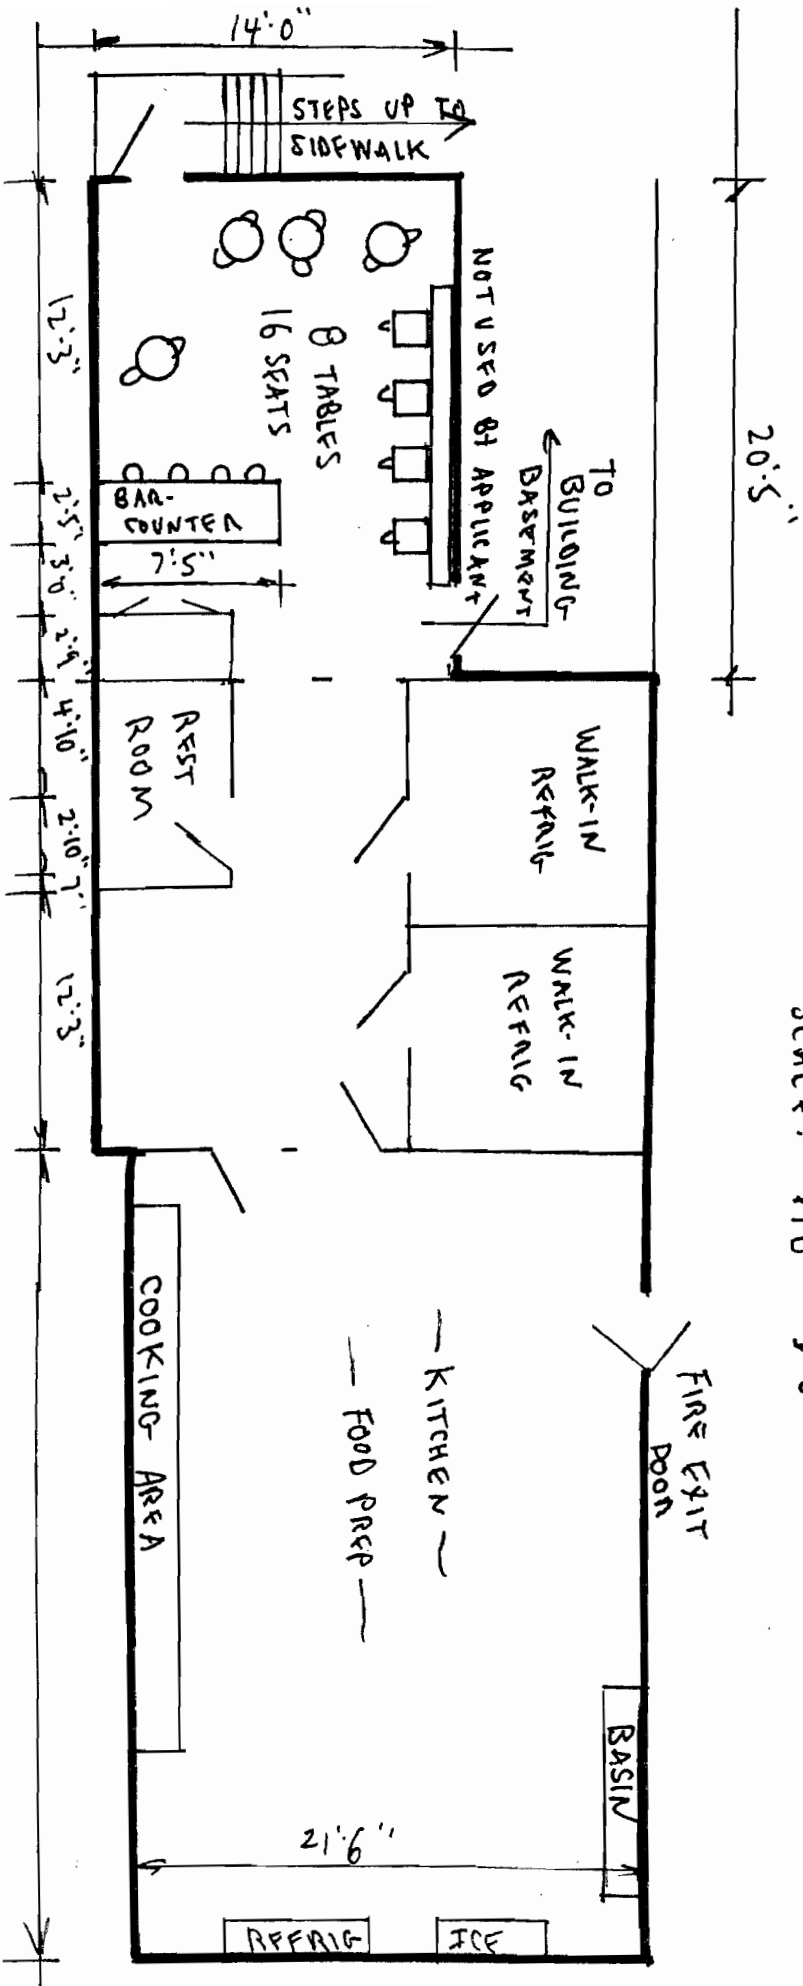 14'·0"
STEPS UP TO
SIDEWALK
20'·5"
12'·3"
2'·5"
3'·0"
2'·9"
4'·10"
2'·10"
7"
12'·3"
8 TABLES
16 SEATS
NOT USED BY APPLICANT
TO
BUILDING
BASEMENT
BAR-
COUNTER
7'·5"
REST
ROOM
WALK-IN
REFRIG
WALK-IN
REFRIG
FIRE EXIT
DOOR
— KITCHEN —
— FOOD PREP —
COOKING AREA
BASIN
21'·6"
REFRIG
ICE